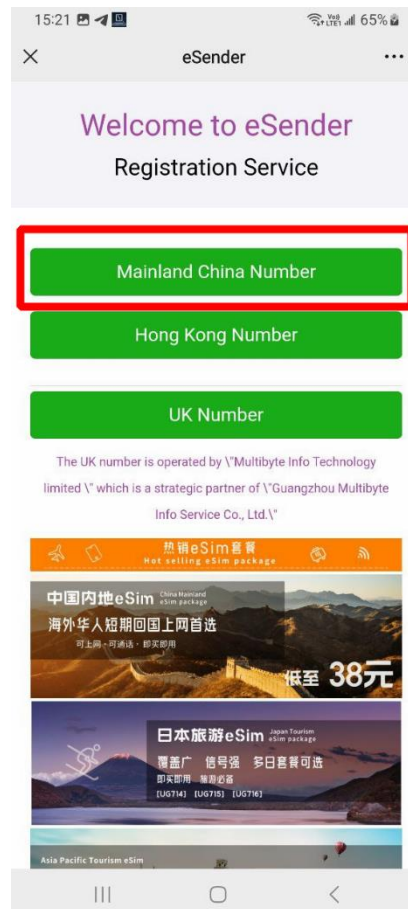 15:21
65%
eSender
Welcome to eSender
Registration Service
Mainland China Number
Hong Kong Number
UK Number
The UK number is operated by \"Multibyte Info Technology
limited \" which is a strategic partner of \"Guangzhou Multibyte
Info Service Co., Ltd.\"
热销eSim套餐
Hot selling eSim package
中国内地eSim China Mainland
eSim package
海外华人短期回国上网首选
可上网·可通话·即买即用
低至 38元
日本旅游eSim Japan Tourism
eSim package
覆盖广 信号强 多日套餐可选
即买即用 旅游必备
[UG714] [UG715] [UG716]
Asia Pacific Tourism eSim